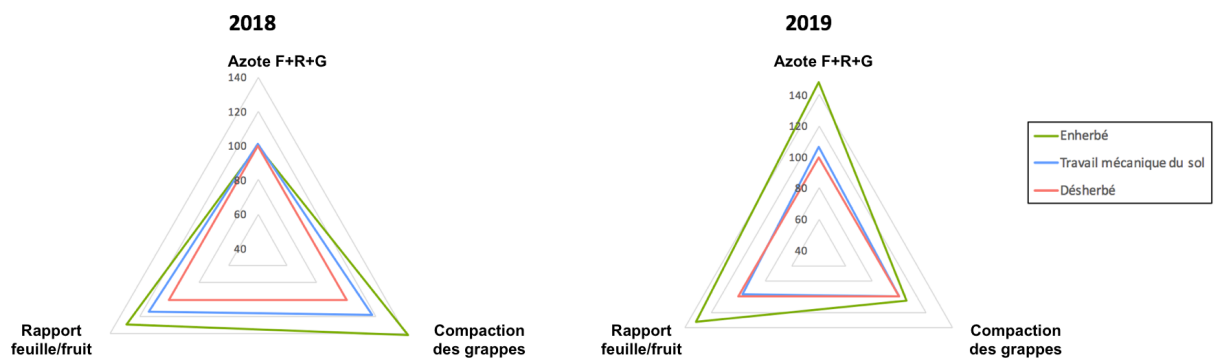 2018
Azote F+R+G
140
120
100
80
60
40
Rapport
feuille/fruit
Compaction
des grappes
2019
Azote F+R+G
140
120
100
80
60
40
Rapport
feuille/fruit
Compaction
des grappes
Enherbé
Travail mécanique du sol
Désherbé